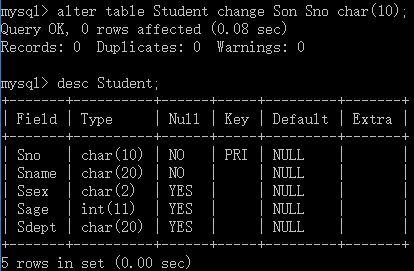 mysql> alter table Student change Son Sno char(10);
Query OK, 0 rows affected (0.08 sec)
Records: 0  Duplicates: 0  Warnings: 0
mysql> desc Student;
+--------+----------+------+-----+---------+-------+
| Field  | Type     | Null | Key | Default | Extra |
+--------+----------+------+-----+---------+-------+
| Sno    | char(10) | NO   | PRI | NULL    |       |
| Sname  | char(20) | NO   |     | NULL    |       |
| Ssex   | char(2)  | YES  |     | NULL    |       |
| Sage   | int(11)  | YES  |     | NULL    |       |
| Sdept  | char(20) | YES  |     | NULL    |       |
+--------+----------+------+-----+---------+-------+
5 rows in set (0.00 sec)